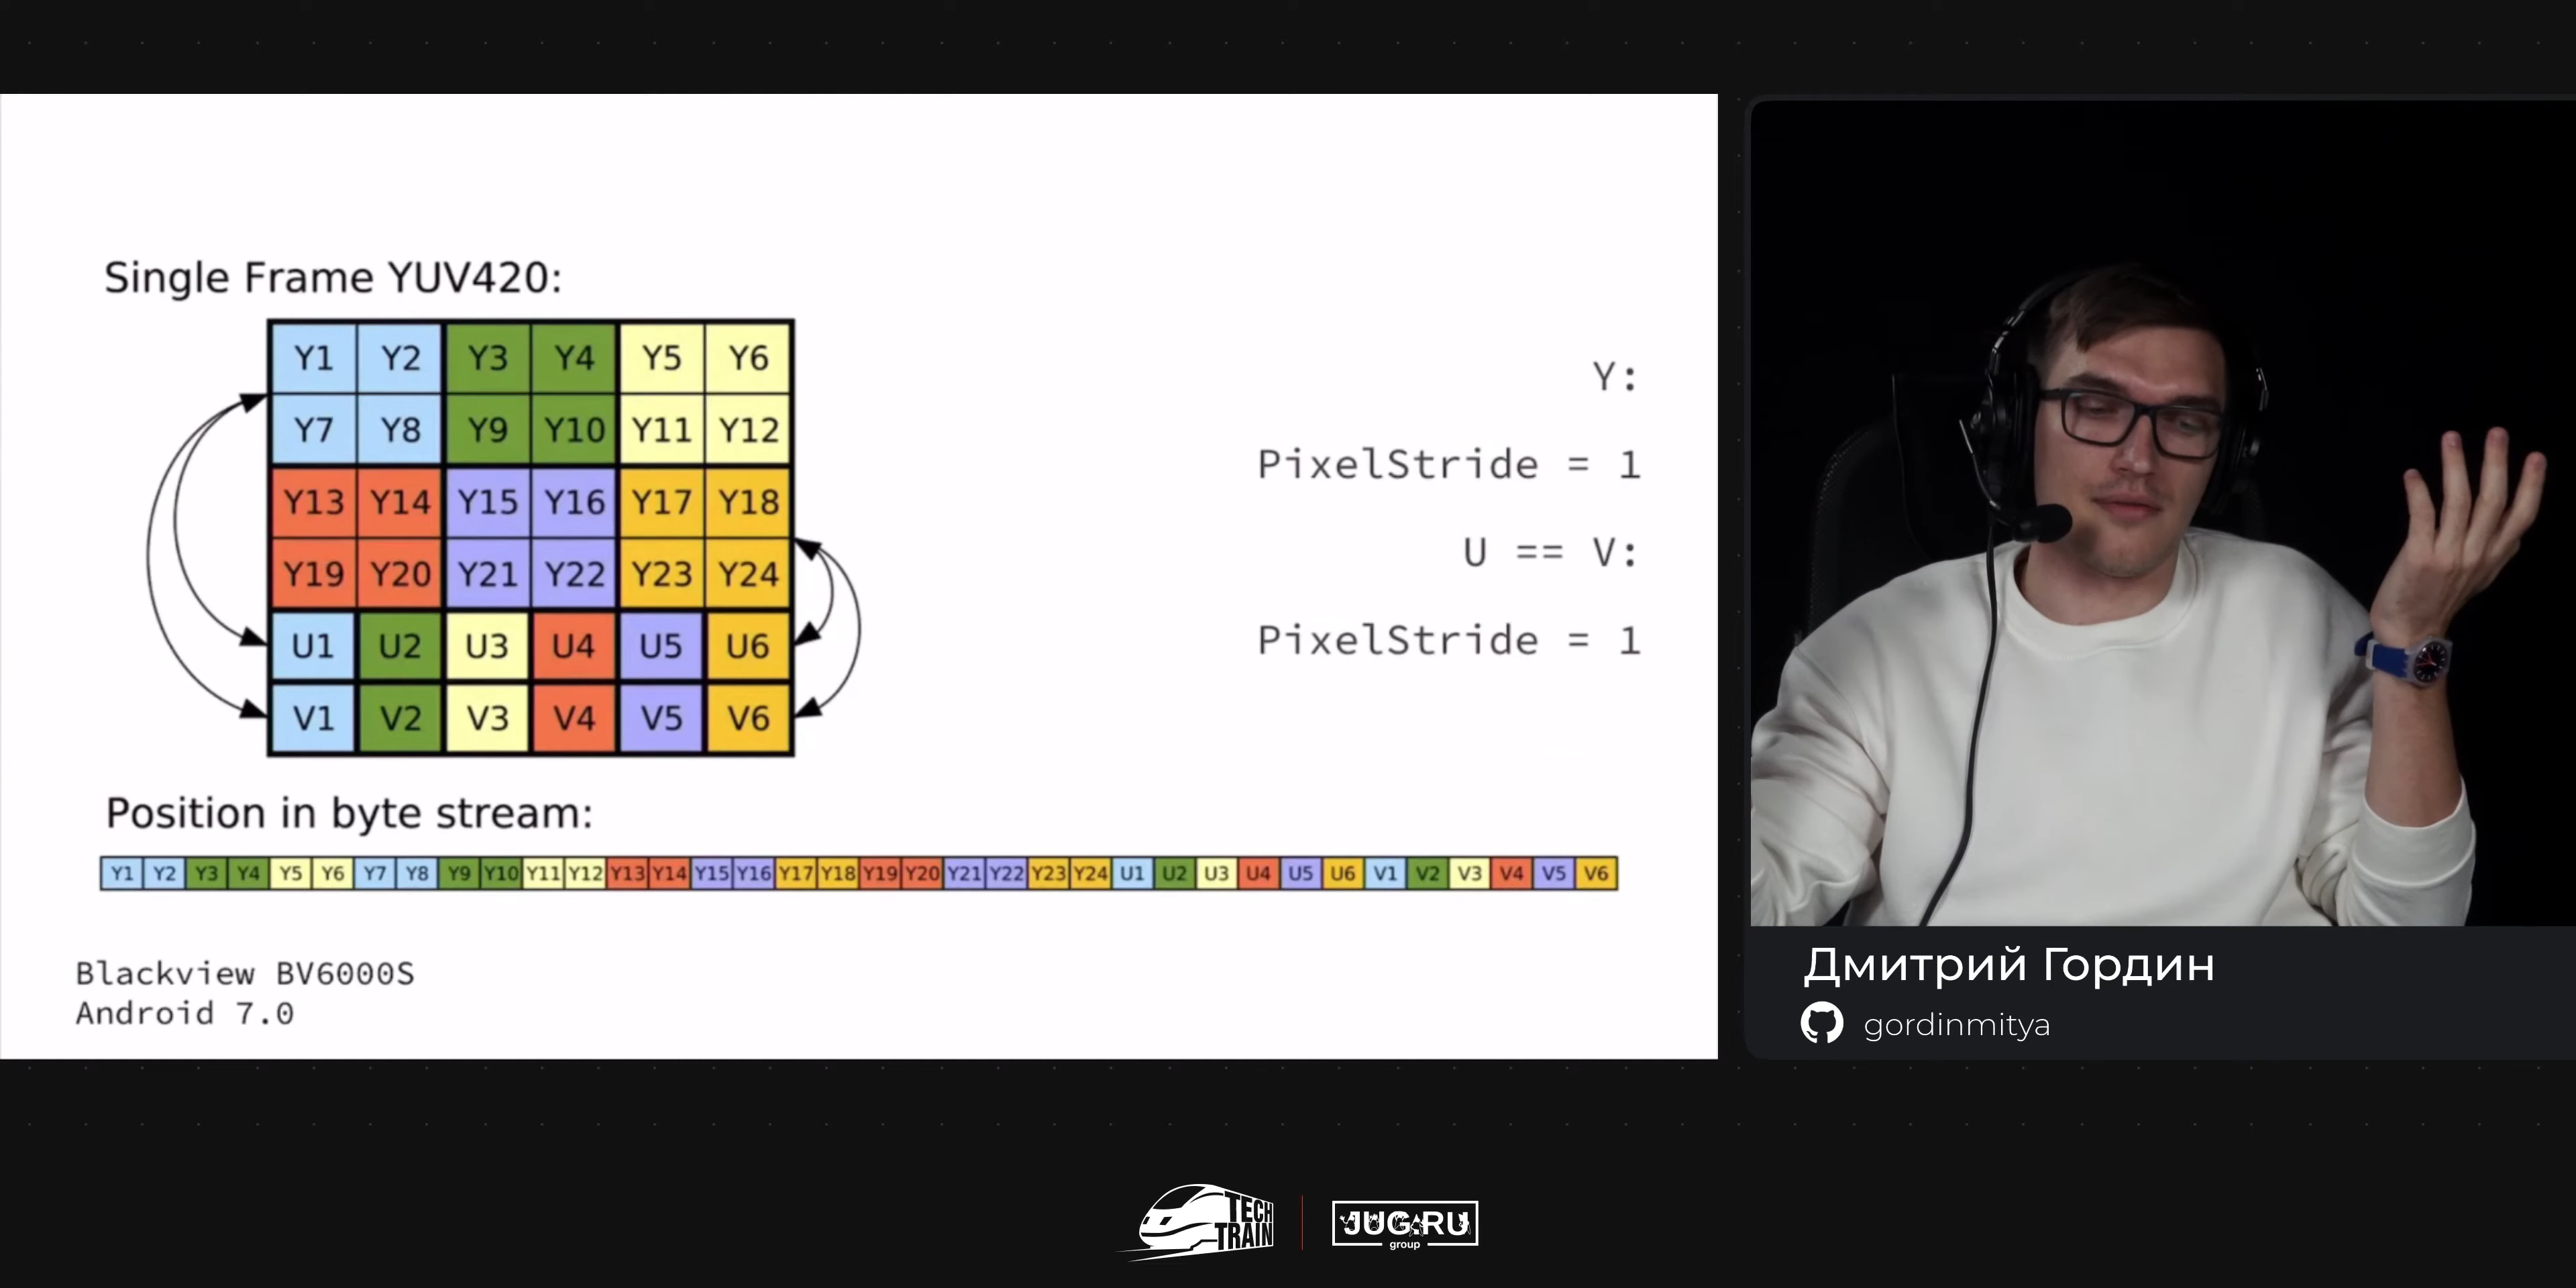 Single Frame YUV420:
Y1 Y2 Y3 Y4 Y5 Y6
Y7 Y8 Y9 Y10 Y11 Y12
Y13 Y14 Y15 Y16 Y17 Y18
Y19 Y20 Y21 Y22 Y23 Y24
U1 U2 U3 U4 U5 U6
V1 V2 V3 V4 V5 V6
Position in byte stream:
Y1 Y2 Y3 Y4 Y5 Y6 Y7 Y8 Y9 Y10 Y11 Y12 Y13 Y14 Y15 Y16 Y17 Y18 Y19 Y20 Y21 Y22 Y23 Y24 U1 U2 U3 U4 U5 U6 V1 V2 V3 V4 V5 V6
Blackview BV6000S
Android 7.0
Y:
PixelStride = 1
U == V:
PixelStride = 1
Дмитрий Гордин
gordinmitya
TECH
TRAIN
JUG.RU
group